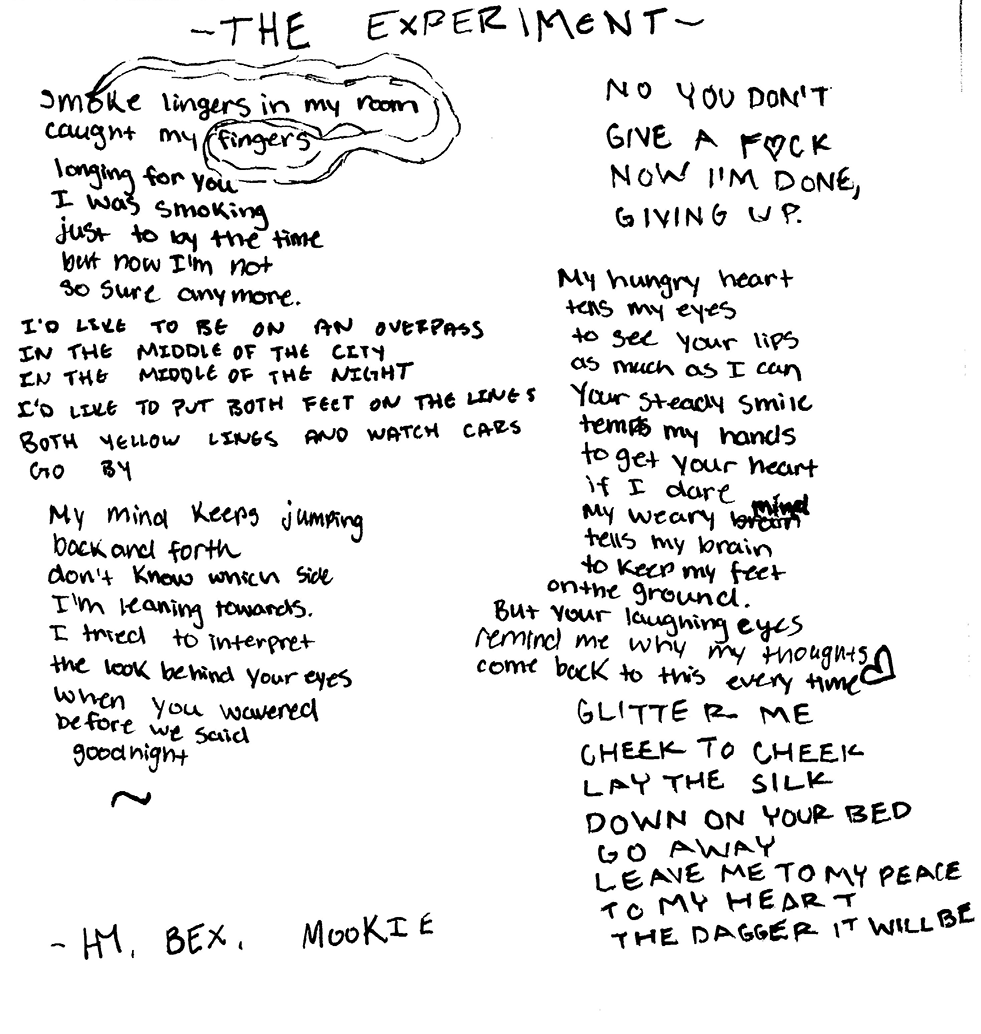 ~THE EXPERIMENT~
smoke lingers in my room
caught my fingers
longing for you
I was smoking
just to by the time
but now I'm not
so sure anymore.
I'D LIKE TO BE ON AN OVERPASS
IN THE MIDDLE OF THE CITY
IN THE MIDDLE OF THE NIGHT
I'D LIKE TO PUT BOTH FEET ON THE LINES
BOTH YELLOW LINES AND WATCH CARS
GO BY
My mind keeps jumping
back and forth
don't know which side
I'm leaning towards.
I tried to interpret
the look behind your eyes
when you wavered
before we said
goodnight
~
- HM, BEX, MOOKIE
NO YOU DON'T
GIVE A F♡CK
NOW I'M DONE,
GIVING UP.
My hungry heart
tells my eyes
to see your lips
as much as I can
Your steady smile
tempts my hands
to get your heart
if I dare
My weary mind
tells my brain
to keep my feet
on the ground.
But your laughing eyes
remind me why my thoughts
come back to this every time ♡
GLITTER ME
CHEEK TO CHEEK
LAY THE SILK
DOWN ON YOUR BED
GO AWAY
LEAVE ME TO MY PEACE
TO MY HEART
THE DAGGER IT WILL BE